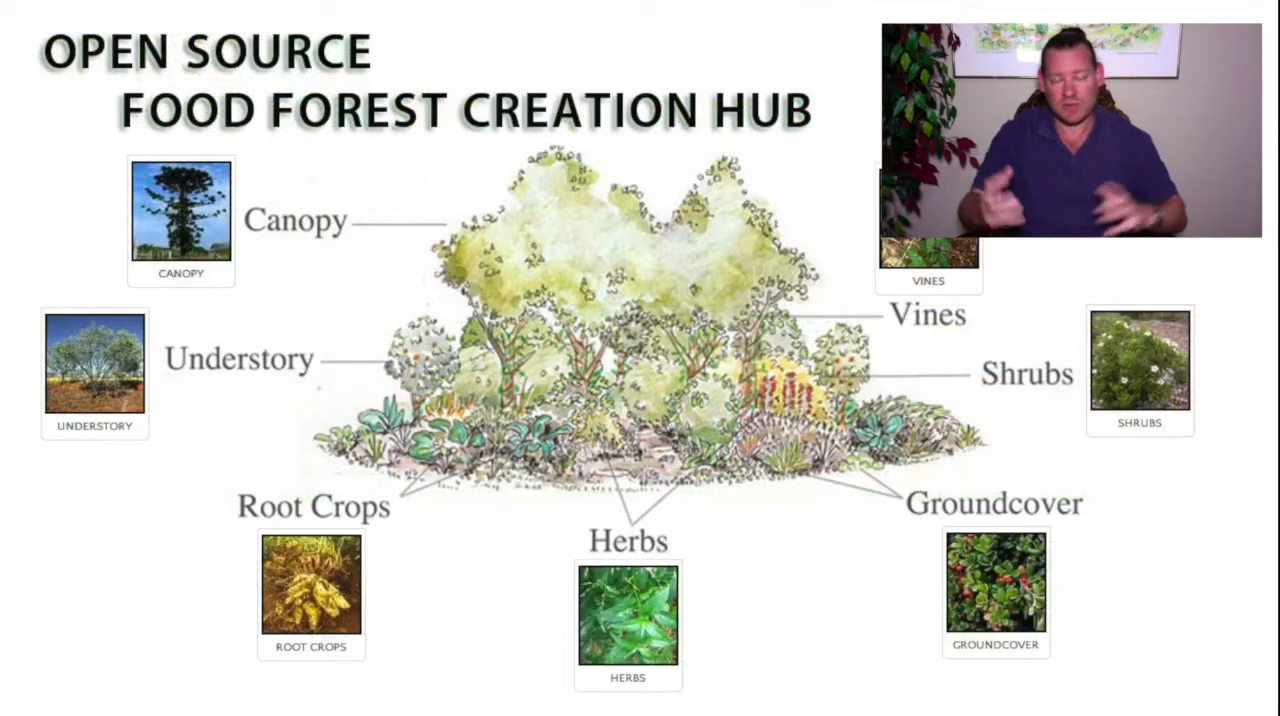 OPEN SOURCE
FOOD FOREST CREATION HUB
CANOPY
Canopy
VINES
Vines
UNDERSTORY
Understory
Shrubs
SHRUBS
Root Crops
ROOT CROPS
Herbs
HERBS
Groundcover
GROUNDCOVER